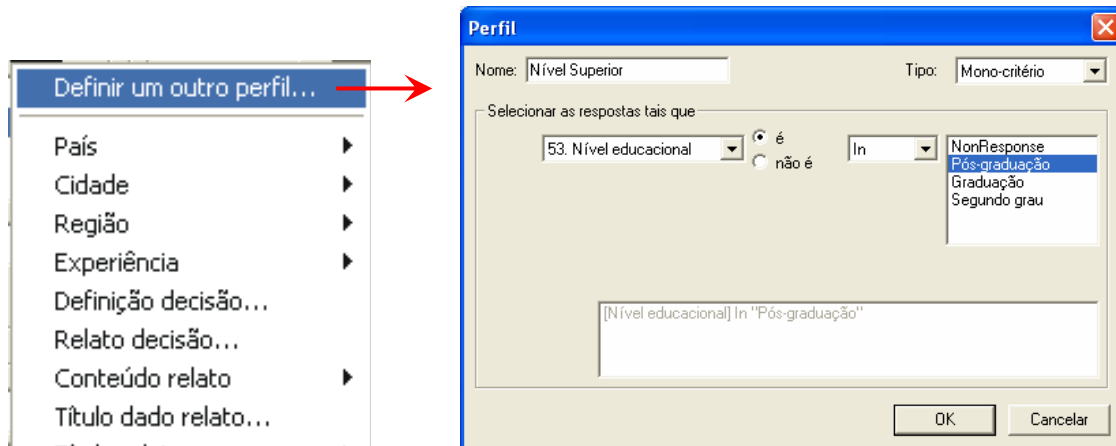 Definir um outro perfil...
País
Cidade
Região
Experiência
Definição decisão...
Relato decisão...
Conteúdo relato
Título dado relato...
Perfil
Nome: Nível Superior Tipo: Mono-critério
Selecionar as respostas tais que
53. Nível educacional
é
não é
In
NonResponse
Pós-graduação
Graduação
Segundo grau
[Nível educacional] In "Pós-graduação"
OK Cancelar